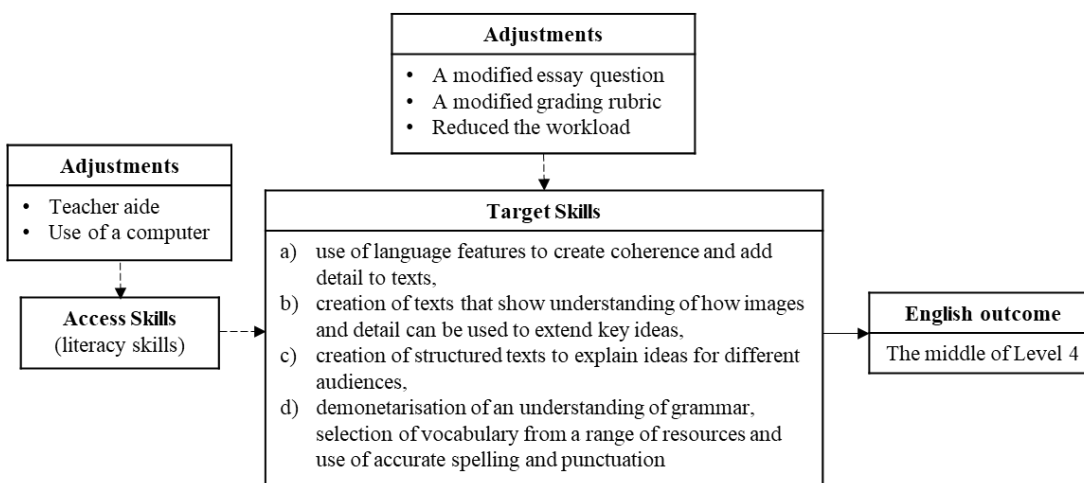 Adjustments
• A modified essay question
• A modified grading rubric
• Reduced the workload
Adjustments
• Teacher aide
• Use of a computer
Access Skills
(literacy skills)
Target Skills
a) use of language features to create coherence and add
detail to texts,
b) creation of texts that show understanding of how images
and detail can be used to extend key ideas,
c) creation of structured texts to explain ideas for different
audiences,
d) demonetarisation of an understanding of grammar,
selection of vocabulary from a range of resources and
use of accurate spelling and punctuation
English outcome
The middle of Level 4